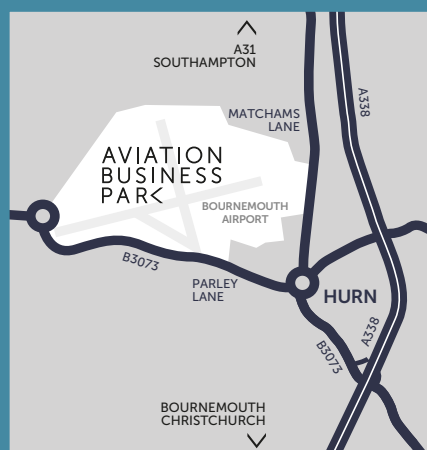 A31
SOUTHAMPTON
MATCHAMS
LANE
A338
AVIATION
BUSINESS
PARK
BOURNEMOUTH
AIRPORT
B3073
PARLEY
LANE
HURN
A338
B3073
BOURNEMOUTH
CHRISTCHURCH